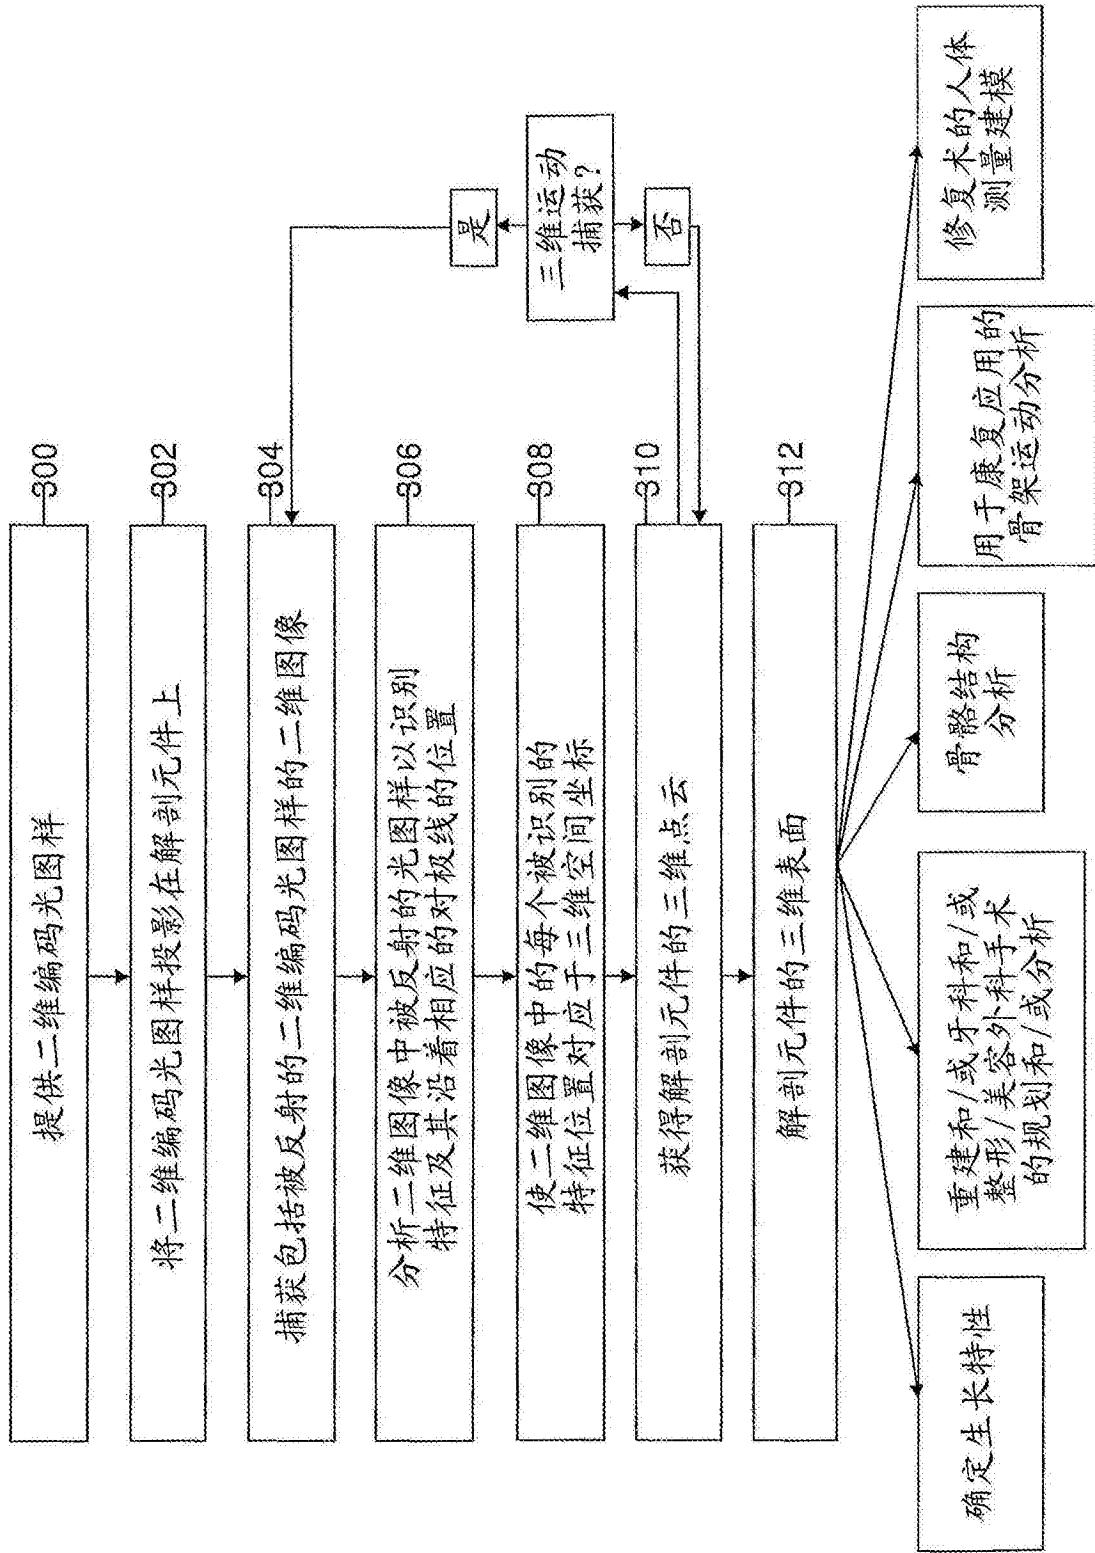 提供二维编码光图样
300
将二维编码光图样投影在解剖元件上
302
捕获包括被反射的二维编码光图样的二维图像
304
分析二维图像中被反射的光图样以识别
特征及其沿着相应的对极线的位置
306
使二维图像中的每个被识别的
特征位置对应于三维空间坐标
308
获得解剖元件的三维点云
310
解剖元件的三维表面
312
是
三维运动
捕获?
否
确定生长特性
重建和/或牙科和/或
整形/美容外科手术
的规划和/或分析
骨骼结构
分析
用于康复应用的
骨架运动分析
修复术的人体
测量建模